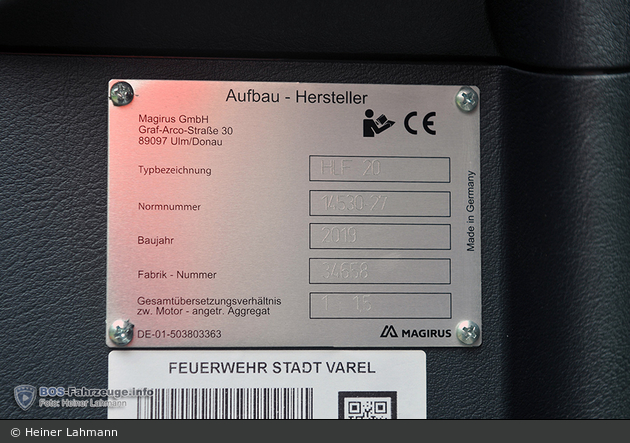 Aufbau - Hersteller
Magirus GmbH
Graf-Arco-Straße 30
89097 Ulm/Donau
CE
Typbezeichnung HLF 20
Normnummer 14530-27
Baujahr 2019
Fabrik - Nummer
Gesamtübersetzungsverhältnis
zw. Motor - angetr. Aggregat 1 1,5
DE-01-503803363
MAGIRUS
Made in Germany
FEUERWEHR STADT VAREL
BOS-Fahrzeuge.info
Foto: Heiner Lahmann
© Heiner Lahmann